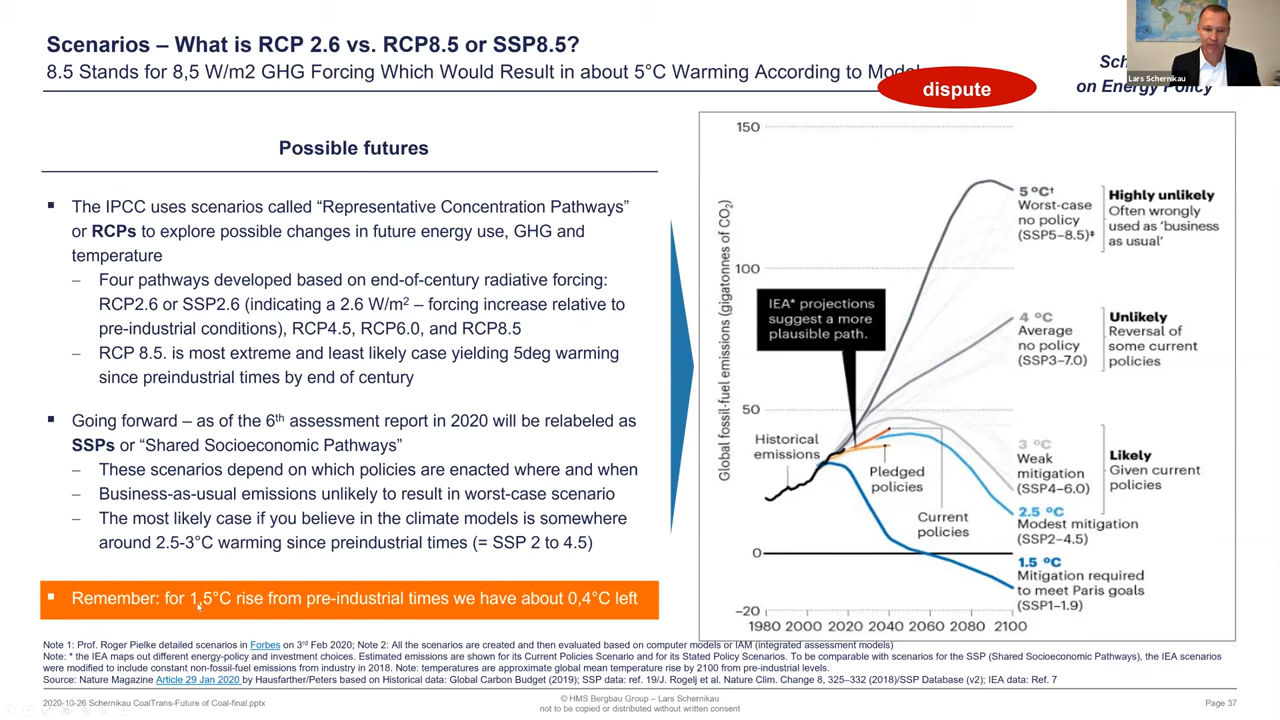 Scenarios – What is RCP 2.6 vs. RCP8.5 or SSP8.5?
8.5 Stands for 8,5 W/m2 GHG Forcing Which Would Result in about 5°C Warming According to
dispute
on Energy Policy
Lars Schernikau
Possible futures
▪ The IPCC uses scenarios called “Representative Concentration Pathways”
or RCPs to explore possible changes in future energy use, GHG and
temperature
– Four pathways developed based on end-of-century radiative forcing:
RCP2.6 or SSP2.6 (indicating a 2.6 W/m² – forcing increase relative to
pre-industrial conditions), RCP4.5, RCP6.0, and RCP8.5
– RCP 8.5. is most extreme and least likely case yielding 5deg warming
since preindustrial times by end of century
▪ Going forward – as of the 6th assessment report in 2020 will be relabeled as
SSPs or “Shared Socioeconomic Pathways”
– These scenarios depend on which policies are enacted where and when
– Business-as-usual emissions unlikely to result in worst-case scenario
– The most likely case if you believe in the climate models is somewhere
around 2.5-3°C warming since preindustrial times (= SSP 2 to 4.5)
▪ Remember: for 1,5°C rise from pre-industrial times we have about 0,4°C left
Global fossil-fuel emissions (gigatonnes of CO₂)
150
100
50
0
–20
1980 2000 2020 2040 2060 2080 2100
IEA* projections
suggest a more
plausible path.
Historical
emissions
Pledged
policies
Current
policies
5 ºC†
Worst-case
no policy
(SSP5–8.5)‡
Highly unlikely
Often wrongly
used as ‘business
as usual’
4 ºC
Average
no policy
(SSP3–7.0)
Unlikely
Reversal of
some current
policies
3 ºC
Weak
mitigation
(SSP4–6.0)
Likely
Given current
policies
2.5 ºC
Modest mitigation
(SSP2–4.5)
1.5 ºC
Mitigation required
to meet Paris goals
(SSP1–1.9)
Note 1: Prof. Roger Pielke detailed scenarios in Forbes on 3rd Feb 2020; Note 2: All the scenarios are created and then evaluated based on computer models or IAM (integrated assessment models)
Note: * the IEA maps out different energy-policy and investment choices. Estimated emissions are shown for its Current Policies Scenario and for its Stated Policy Scenario. To be comparable with scenarios for the SSP (Shared Socioeconomic Pathways), the IEA scenarios
were modified to include constant non-fossil-fuel emissions from industry in 2018. Note: temperatures are approximate global mean temperature rise by 2100 from pre-industrial levels.
Source: Nature Magazine Article 29 Jan 2020 by Hausfarther/Peters based on Historical data: Global Carbon Budget (2019); SSP data: ref. 19/J. Rogelj et al. Nature Clim. Change 8, 325–332 (2018)/SSP Database (v2); IEA data: Ref. 7
2020-10-26 Schernikau CoalTrans-Future of Coal-final.pptx
© HMS Bergbau Group – Lars Schernikau
not to be copied or distributed without written consent
Page 37